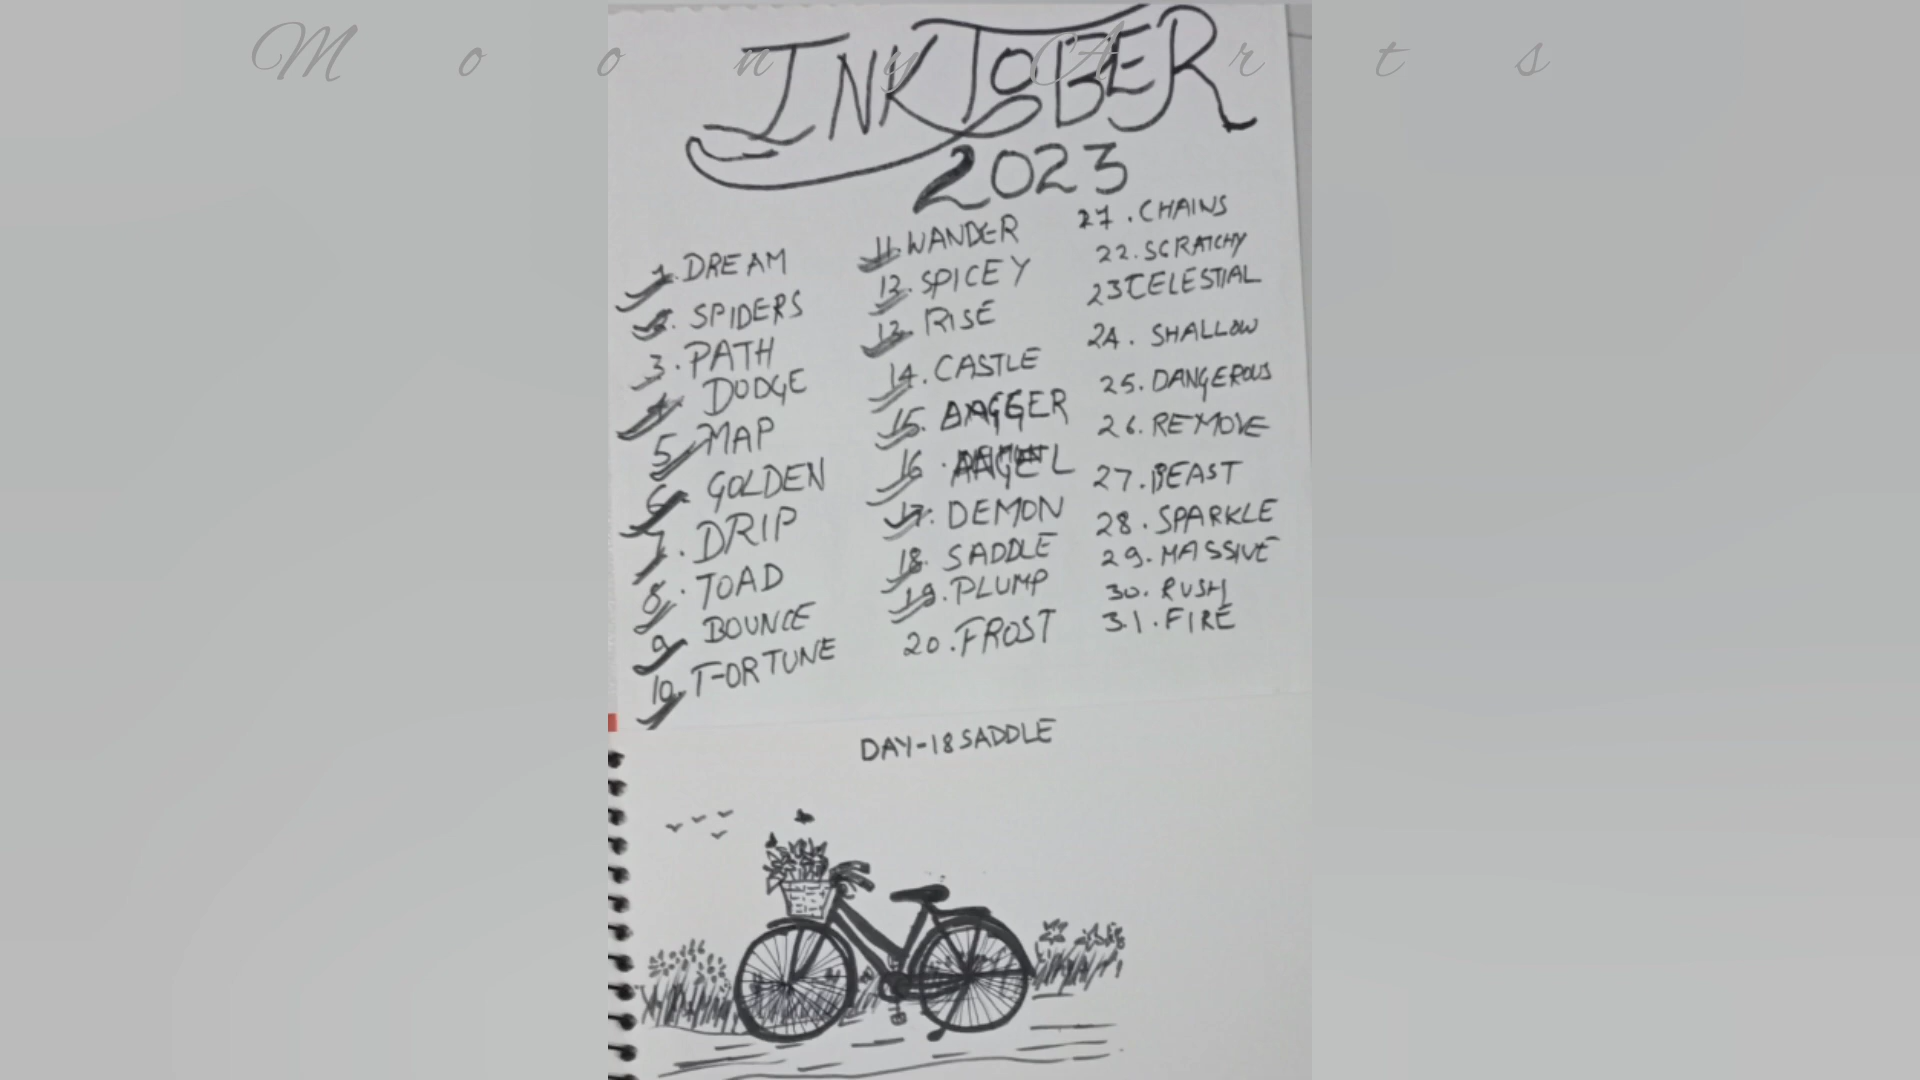 Moony Arts
INKTOBER
2023
1. DREAM
2. SPIDERS
3. PATH
4. DODGE
5. MAP
6. GOLDEN
7. DRIP
8. TOAD
9. BOUNCE
10. FORTUNE
11. WANDER
12. SPICEY
13. RISE
14. CASTLE
15. DAGGER
16. ANGEL
17. DEMON
18. SADDLE
19. PLUMP
20. FROST
21. CHAINS
22. SCRATCHY
23 CELESTIAL
24. SHALLOW
25. DANGEROUS
26. REMOVE
27. BEAST
28. SPARKLE
29. MASSIVE
30. RUSH
31. FIRE
DAY-18 SADDLE